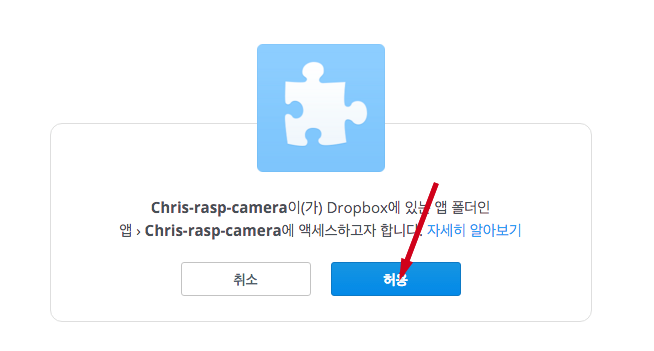 Chris-rasp-camera이(가) Dropbox에 있는 앱 폴더인
앱 › Chris-rasp-camera에 액세스하고자 합니다. 자세히 알아보기
취소
허용